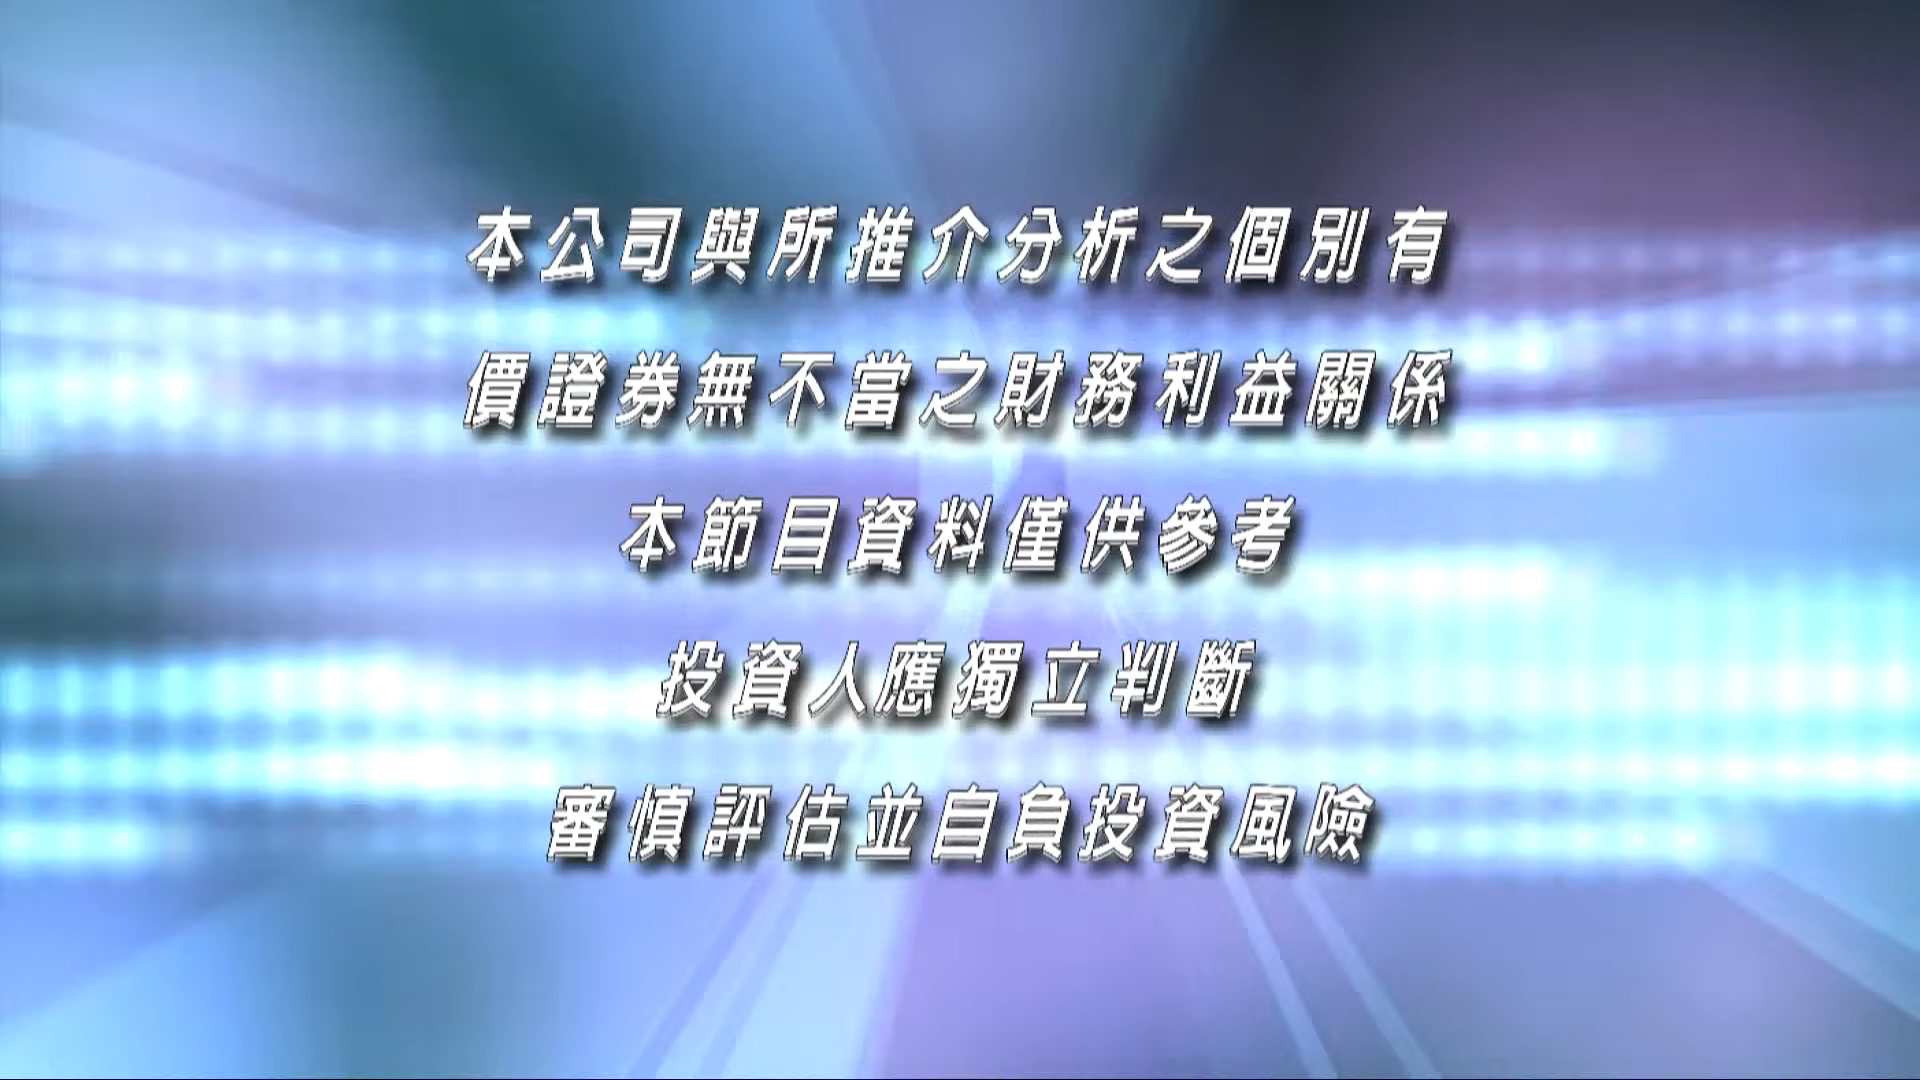 本公司與所推介分析之個別有
價證券無不當之財務利益關係
本節目資料僅供參考
投資人應獨立判斷
審慎評估並自負投資風險